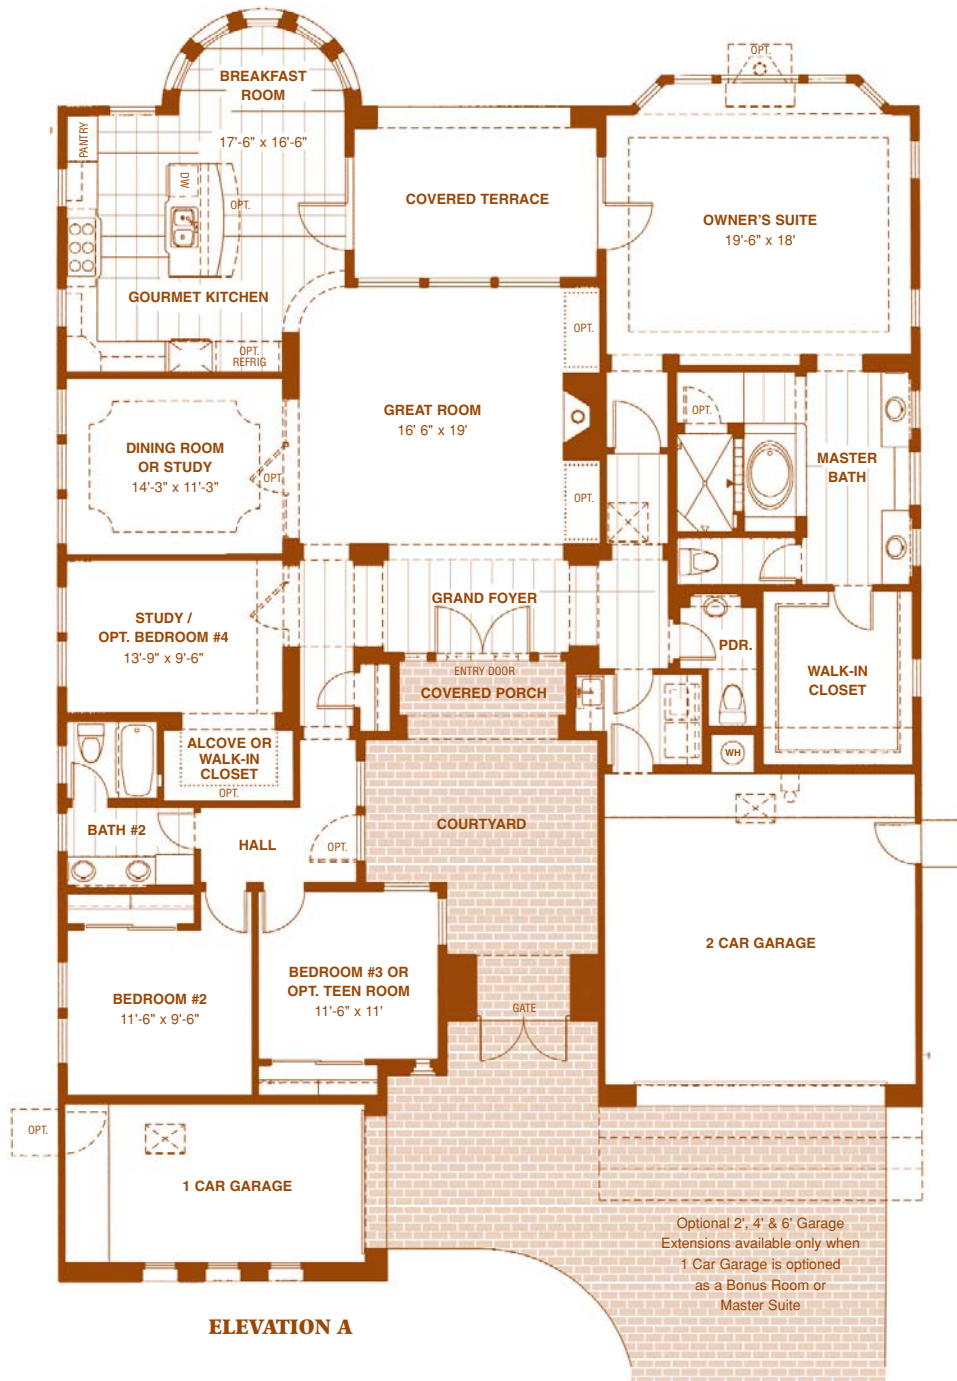 OPT.
BREAKFAST
ROOM
17'-6" x 16'-6"
PANTRY
DW
OPT.
COVERED TERRACE
OWNER'S SUITE
19'-6" x 18'
GOURMET KITCHEN
OPT.
REFRIG
OPT.
GREAT ROOM
16' 6" x 19'
OPT.
DINING ROOM
OR STUDY
14'-3" x 11'-3"
OPT.
OPT.
MASTER
BATH
STUDY /
OPT. BEDROOM #4
13'-9" x 9'-6"
GRAND FOYER
ENTRY DOOR
COVERED PORCH
PDR.
WALK-IN
CLOSET
ALCOVE OR
WALK-IN
CLOSET
OPT.
WH
BATH #2
HALL
OPT.
COURTYARD
2 CAR GARAGE
BEDROOM #2
11'-6" x 9'-6"
BEDROOM #3 OR
OPT. TEEN ROOM
11'-6" x 11'
GATE
OPT.
1 CAR GARAGE
Optional 2', 4' & 6' Garage
Extensions available only when
1 Car Garage is optioned
as a Bonus Room or
Master Suite
ELEVATION A